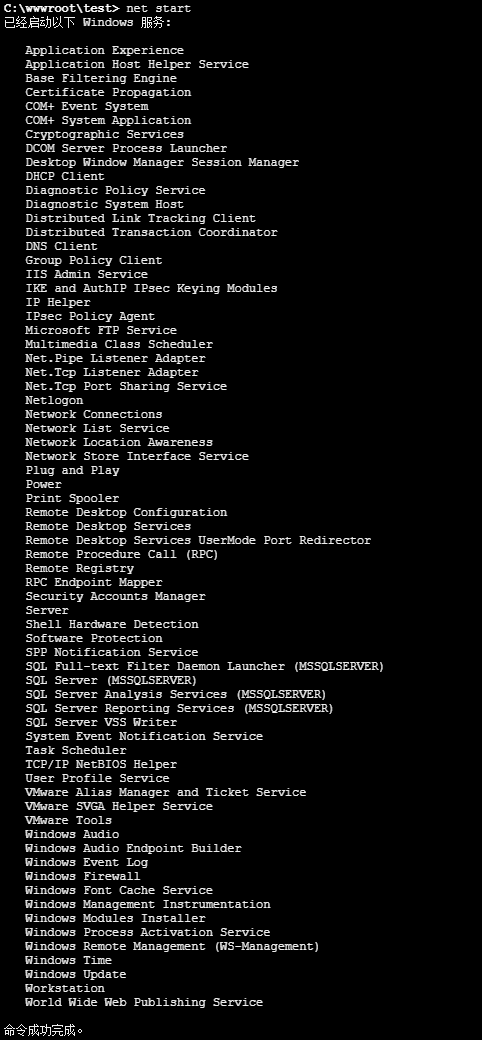 C:\wwwroot\test> net start
已经启动以下 Windows 服务:
Application Experience
Application Host Helper Service
Base Filtering Engine
Certificate Propagation
COM+ Event System
COM+ System Application
Cryptographic Services
DCOM Server Process Launcher
Desktop Window Manager Session Manager
DHCP Client
Diagnostic Policy Service
Diagnostic System Host
Distributed Link Tracking Client
Distributed Transaction Coordinator
DNS Client
Group Policy Client
IIS Admin Service
IKE and AuthIP IPsec Keying Modules
IP Helper
IPsec Policy Agent
Microsoft FTP Service
Multimedia Class Scheduler
Net.Pipe Listener Adapter
Net.Tcp Listener Adapter
Net.Tcp Port Sharing Service
Netlogon
Network Connections
Network List Service
Network Location Awareness
Network Store Interface Service
Plug and Play
Power
Print Spooler
Remote Desktop Configuration
Remote Desktop Services
Remote Desktop Services UserMode Port Redirector
Remote Procedure Call (RPC)
Remote Registry
RPC Endpoint Mapper
Security Accounts Manager
Server
Shell Hardware Detection
Software Protection
SPP Notification Service
SQL Full-text Filter Daemon Launcher (MSSQLSERVER)
SQL Server (MSSQLSERVER)
SQL Server Analysis Services (MSSQLSERVER)
SQL Server Reporting Services (MSSQLSERVER)
SQL Server VSS Writer
System Event Notification Service
Task Scheduler
TCP/IP NetBIOS Helper
User Profile Service
VMware Alias Manager and Ticket Service
VMware SVGA Helper Service
VMware Tools
Windows Audio
Windows Audio Endpoint Builder
Windows Event Log
Windows Firewall
Windows Font Cache Service
Windows Management Instrumentation
Windows Modules Installer
Windows Process Activation Service
Windows Remote Management (WS-Management)
Windows Time
Windows Update
Workstation
World Wide Web Publishing Service
命令成功完成。